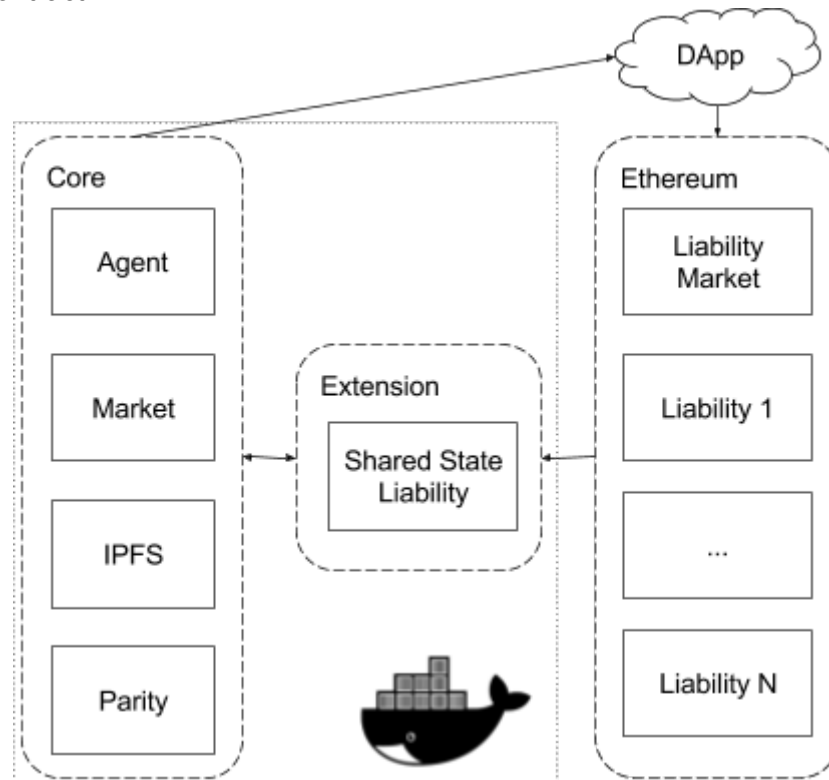 DApp
Core
Agent
Market
IPFS
Parity
Extension
Shared State
Liability
Ethereum
Liability
Market
Liability 1
...
Liability N